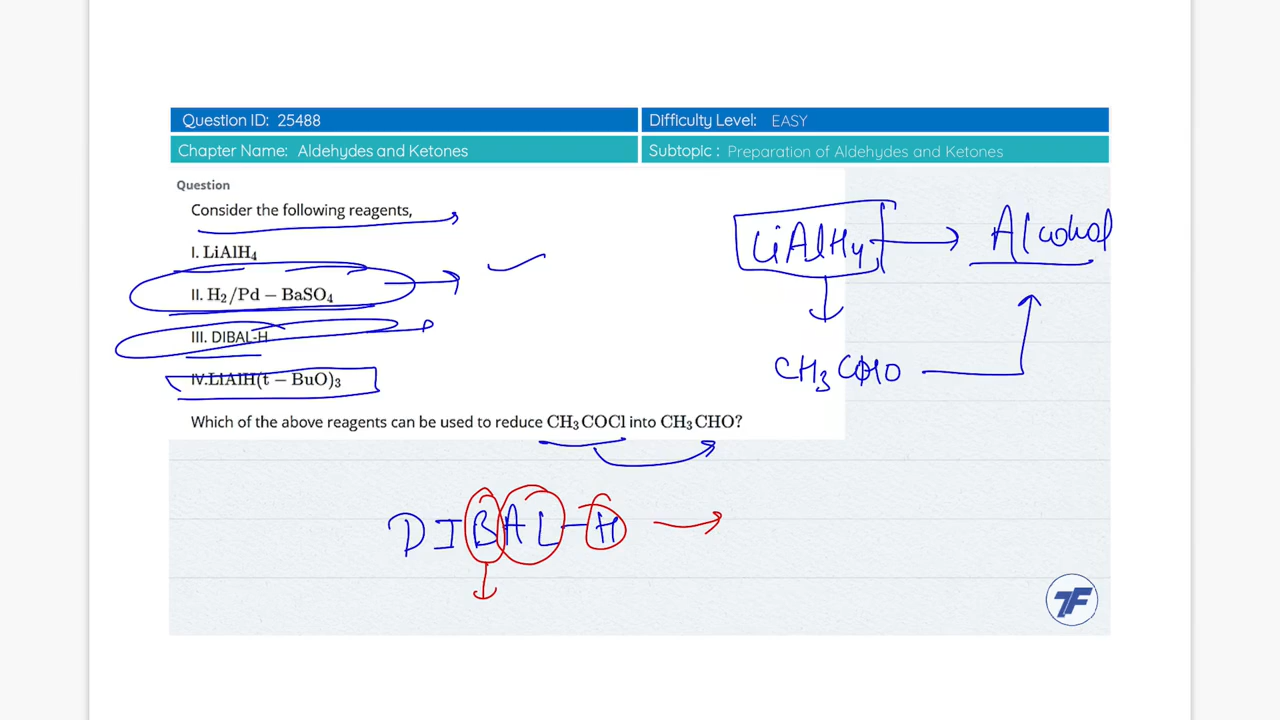 Question ID: 25488
Difficulty Level: EASY
Chapter Name: Aldehydes and Ketones
Subtopic : Preparation of Aldehydes and Ketones
Question
Consider the following reagents,
I. LiAlH₄
II. H₂/Pd − BaSO₄
III. DIBAL-H
IV.LiAlH(t − BuO)₃
Which of the above reagents can be used to reduce CH₃COCl into CH₃CHO?
LiAlH₄ → Alcohol
CH₃CHO
DIBAL-H →